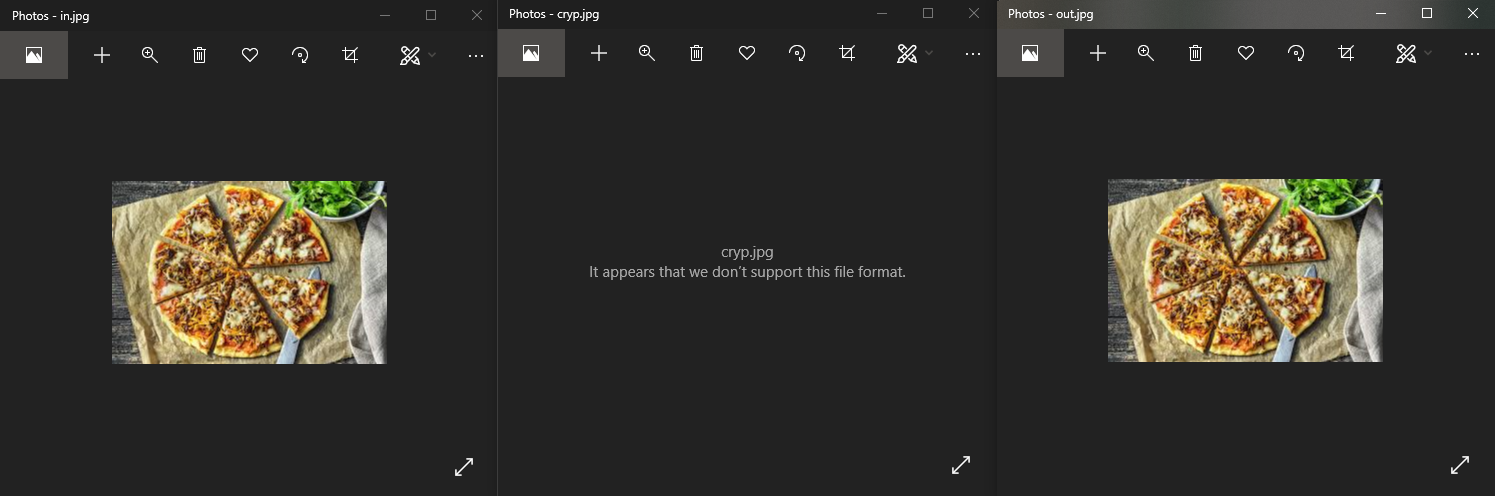 Photos - in.jpg
Photos - cryp.jpg
Photos - out.jpg
cryp.jpg
It appears that we don't support this file format.